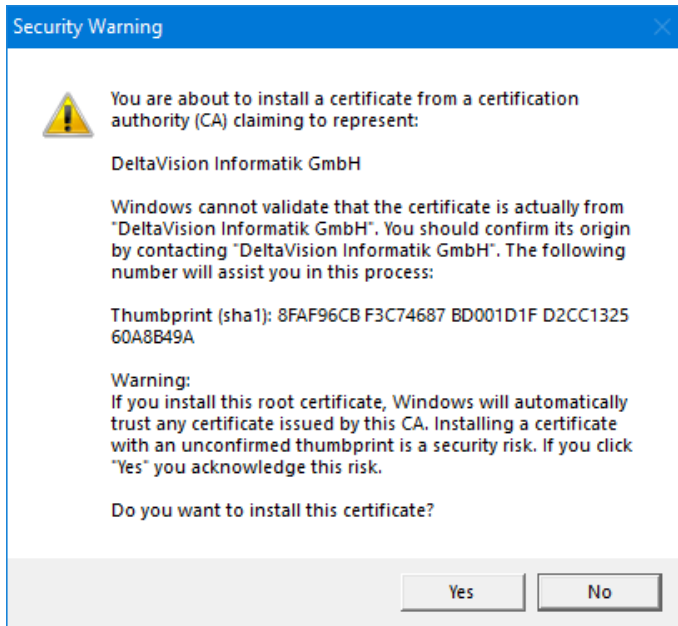 Security Warning
You are about to install a certificate from a certification
authority (CA) claiming to represent:
DeltaVision Informatik GmbH
Windows cannot validate that the certificate is actually from
"DeltaVision Informatik GmbH". You should confirm its origin
by contacting "DeltaVision Informatik GmbH". The following
number will assist you in this process:
Thumbprint (sha1): 8FAF96CB F3C74687 BD001D1F D2CC1325
60A8B49A
Warning:
If you install this root certificate, Windows will automatically
trust any certificate issued by this CA. Installing a certificate
with an unconfirmed thumbprint is a security risk. If you click
"Yes" you acknowledge this risk.
Do you want to install this certificate?
Yes
No